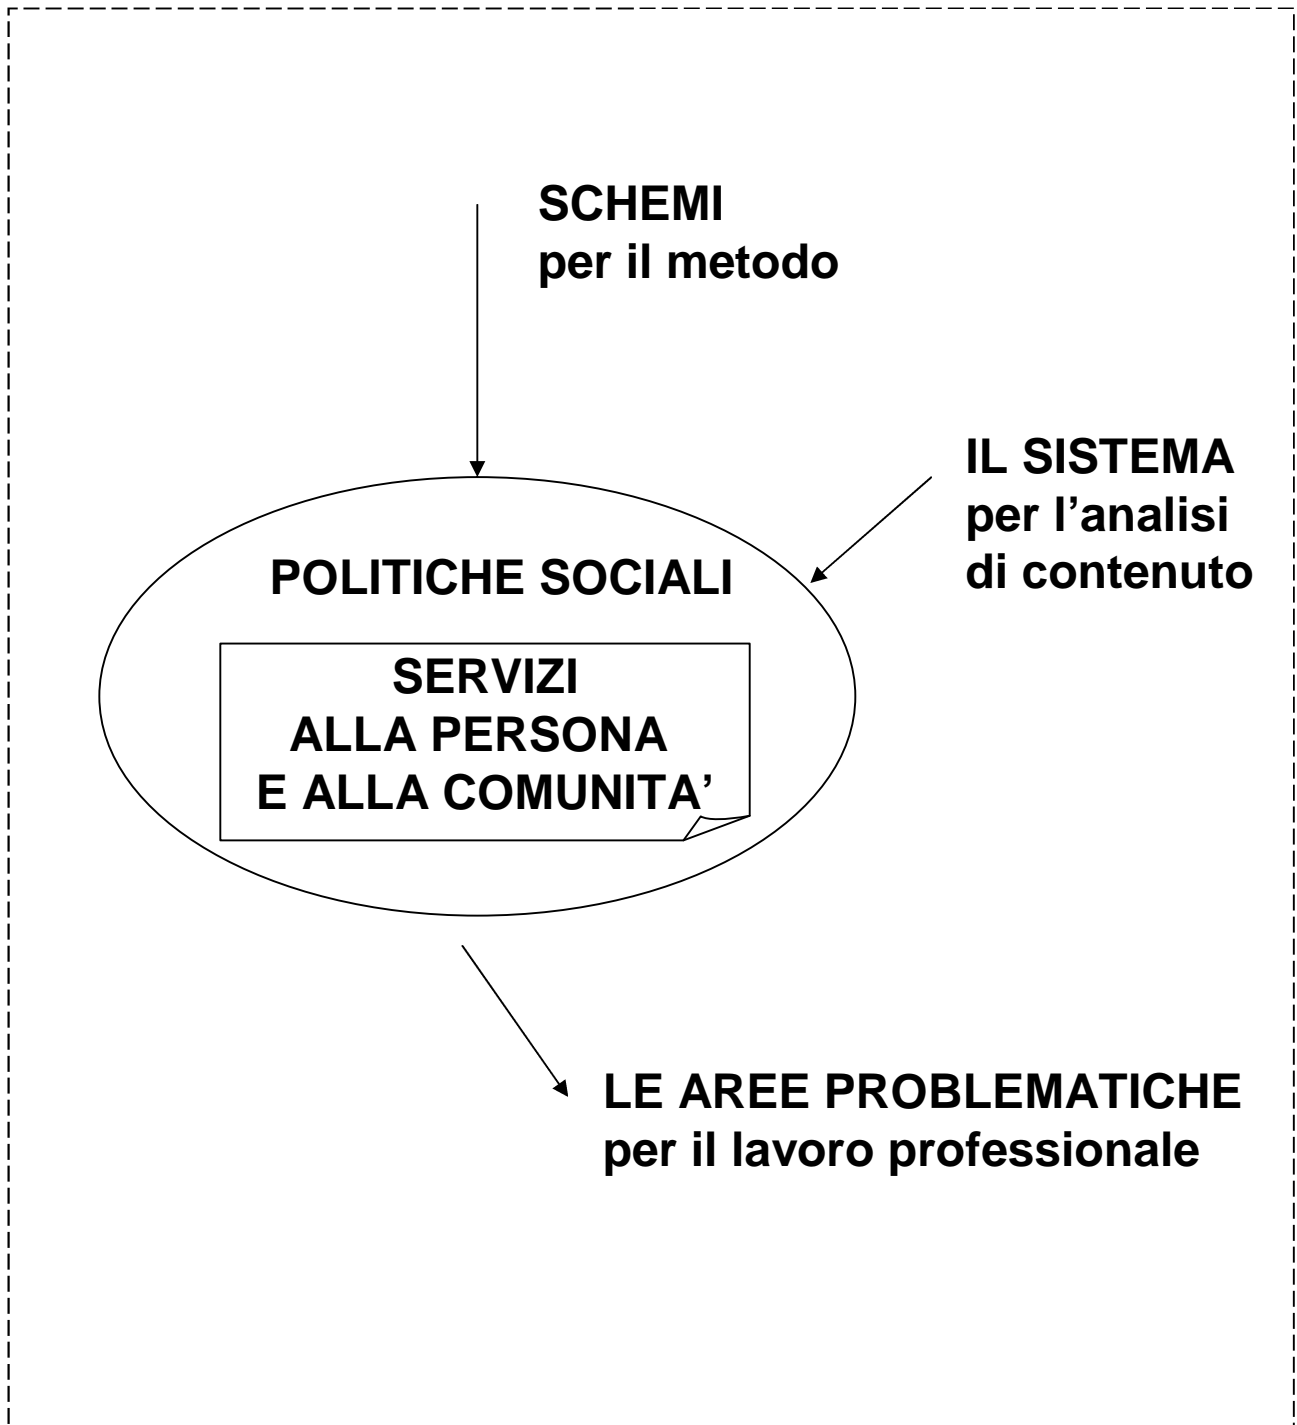 SCHEMI
per il metodo
IL SISTEMA
per l’analisi
di contenuto
POLITICHE SOCIALI
SERVIZI
ALLA PERSONA
E ALLA COMUNITA’
LE AREE PROBLEMATICHE
per il lavoro professionale